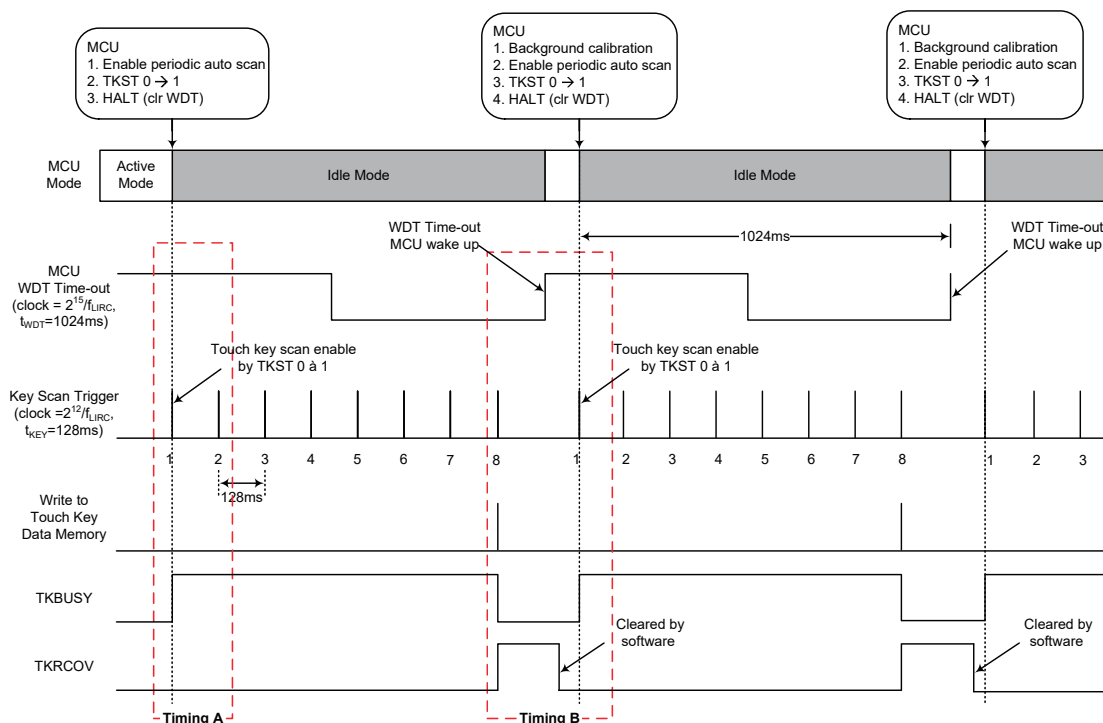 MCU
1. Enable periodic auto scan
2. TKST 0 → 1
3. HALT (clr WDT)
MCU
1. Background calibration
2. Enable periodic auto scan
3. TKST 0 → 1
4. HALT (clr WDT)
MCU
1. Background calibration
2. Enable periodic auto scan
3. TKST 0 → 1
4. HALT (clr WDT)
MCU
Mode
Active
Mode
Idle Mode
Idle Mode
WDT Time-out
MCU wake up
1024ms
WDT Time-out
MCU wake up
MCU
WDT Time-out
(clock = 2^15/fLIRC,
tWDT=1024ms)
Touch key scan enable
by TKST 0 à 1
Touch key scan enable
by TKST 0 à 1
Key Scan Trigger
(clock =2^12/fLIRC,
tKEY=128ms)
1 2 3 4 5 6 7 8 1 2 3 4 5 6 7 8 1 2 3
128ms
Write to
Touch Key
Data Memory
TKBUSY
Cleared by
software
Cleared by
software
TKRCOV
Timing A
Timing B